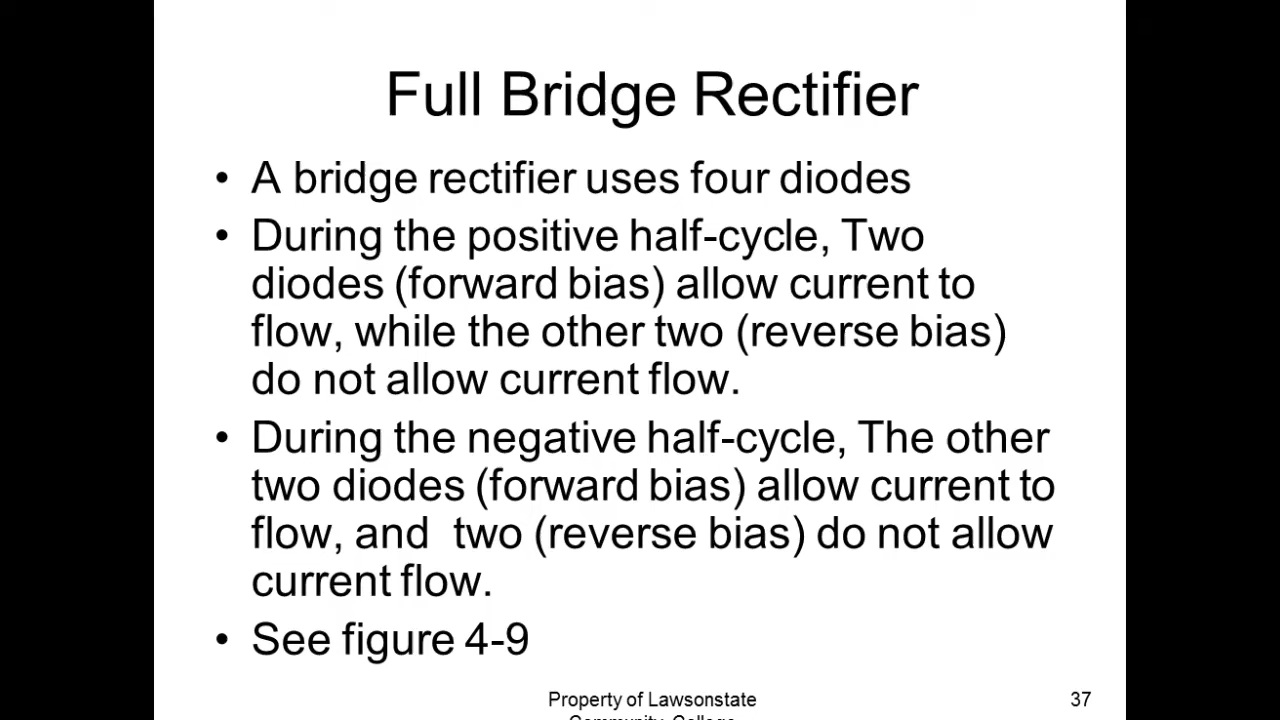 Full Bridge Rectifier
• A bridge rectifier uses four diodes
• During the positive half-cycle, Two
diodes (forward bias) allow current to
flow, while the other two (reverse bias)
do not allow current flow.
• During the negative half-cycle, The other
two diodes (forward bias) allow current to
flow, and  two (reverse bias) do not allow
current flow.
• See figure 4-9
Property of Lawsonstate
Community College
37